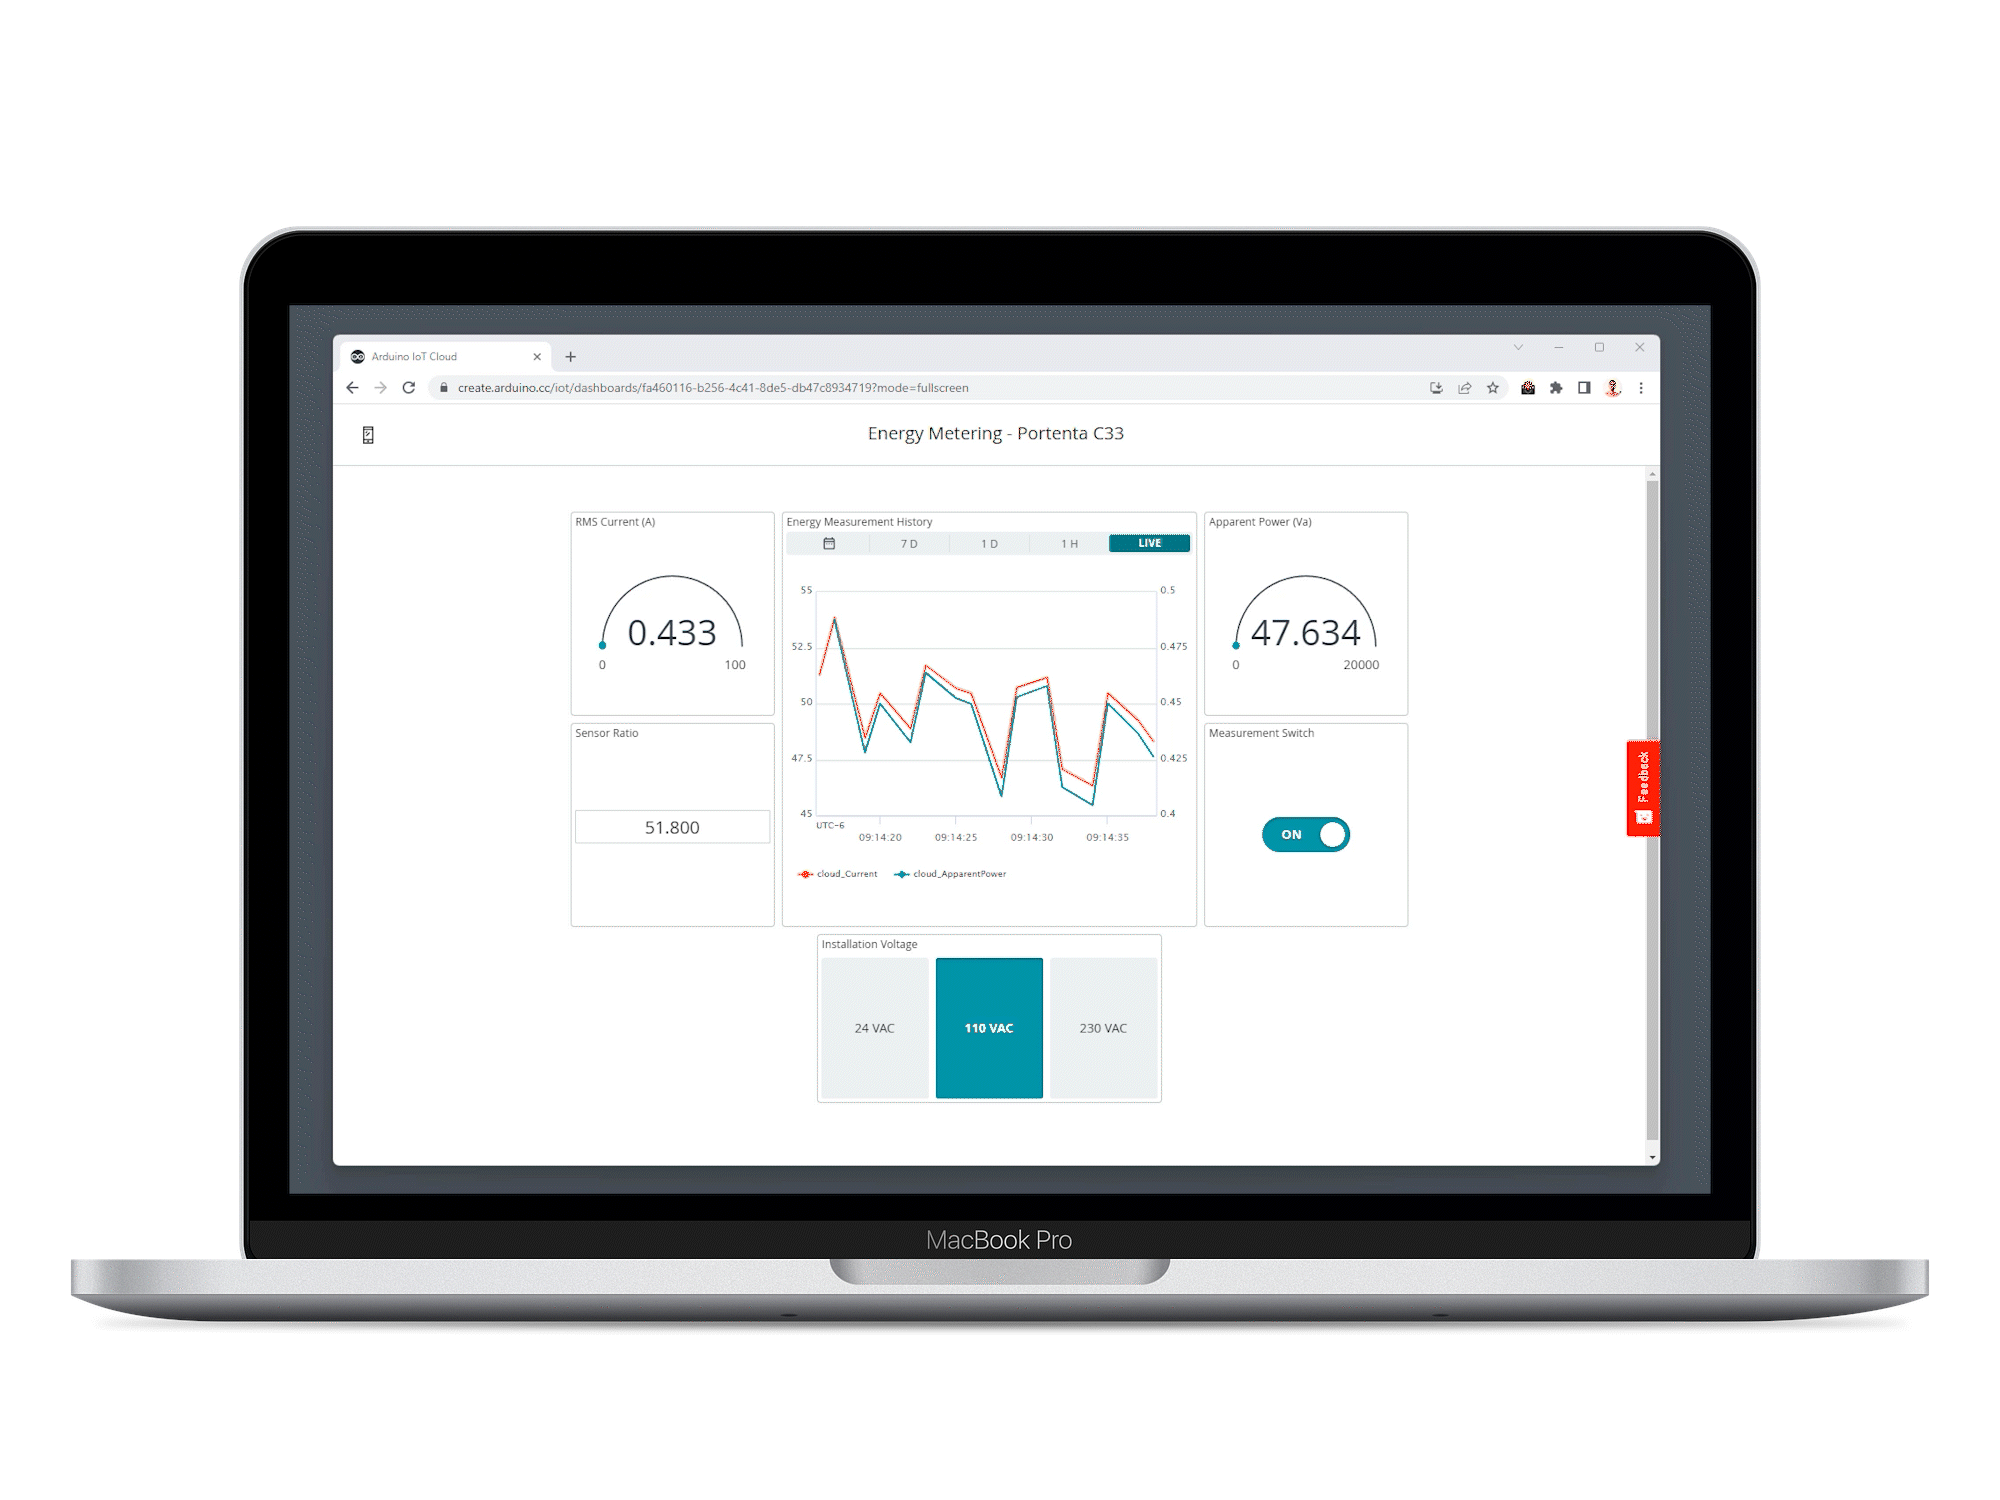 Arduino IoT Cloud
create.arduino.cc/iot/dashboards/fa460116-b256-4c41-8de5-db47c8934719?mode=fullscreen
Energy Metering - Portenta C33
RMS Current (A)
0.433
0 100
Energy Measurement History
7 D 1 D 1 H LIVE
55 0.5
52.5 0.475
50 0.45
47.5 0.425
45 0.4
UTC-6
09:14:20 09:14:25 09:14:30 09:14:35
cloud_Current cloud_ApparentPower
Apparent Power (Va)
47.634
0 20000
Sensor Ratio
51.800
Measurement Switch
ON
Feedback
Installation Voltage
24 VAC 110 VAC 230 VAC
MacBook Pro